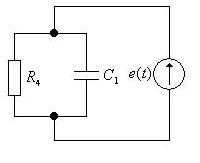 R₄ C₁ e(t)